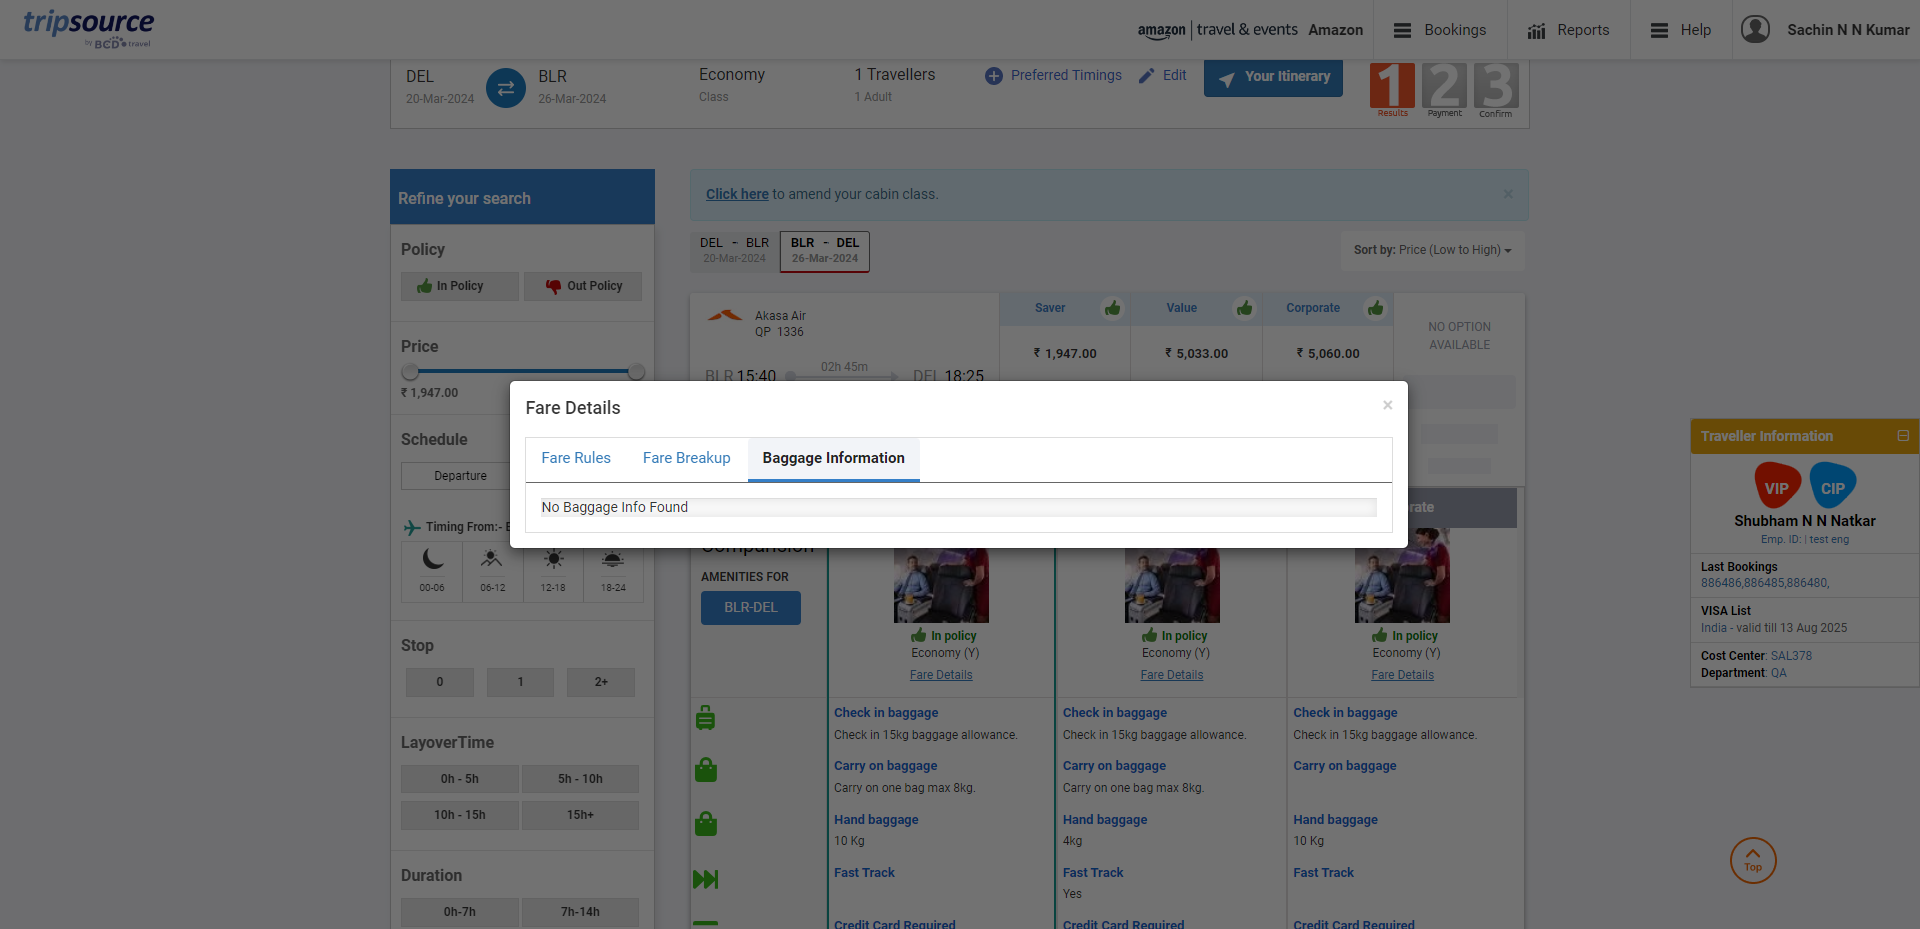 tripsource
by BCD travel
amazon | travel & events Amazon
Bookings
Reports
Help
Sachin N N Kumar
DEL
20-Mar-2024
BLR
26-Mar-2024
Economy
Class
1 Travellers
1 Adult
Preferred Timings
Edit
Your Itinerary
1
Results
2
Payment
3
Confirm
Refine your search
Policy
In Policy
Out Policy
Price
₹ 1,947.00
Schedule
Departure
Timing From:-
00-06
06-12
12-18
18-24
Stop
0
1
2+
LayoverTime
0h - 5h
5h - 10h
10h - 15h
15h+
Duration
0h-7h
7h-14h
Click here to amend your cabin class.
×
DEL - BLR
20-Mar-2024
BLR - DEL
26-Mar-2024
Sort by: Price (Low to High)
Akasa Air
QP 1336
BLR 15:40
02h 45m
DEL 18:25
Saver
₹ 1,947.00
Value
₹ 5,033.00
Corporate
₹ 5,060.00
NO OPTION
AVAILABLE
Fare Details
×
Fare Rules
Fare Breakup
Baggage Information
No Baggage Info Found
AMENITIES FOR
BLR-DEL
In policy
Economy (Y)
Fare Details
In policy
Economy (Y)
Fare Details
In policy
Economy (Y)
Fare Details
Check in baggage
Check in 15kg baggage allowance.
Check in baggage
Check in 15kg baggage allowance.
Check in baggage
Check in 15kg baggage allowance.
Carry on baggage
Carry on one bag max 8kg.
Carry on baggage
Carry on one bag max 8kg.
Carry on baggage
Hand baggage
10 Kg
Hand baggage
4kg
Hand baggage
10 Kg
Fast Track
Fast Track
Yes
Fast Track
Credit Card Required
Credit Card Required
Credit Card Required
Traveller Information
VIP
CIP
Shubham N N Natkar
Emp. ID: | test eng
Last Bookings
886486,886485,886480,
VISA List
India - valid till 13 Aug 2025
Cost Center: SAL378
Department: QA
Top